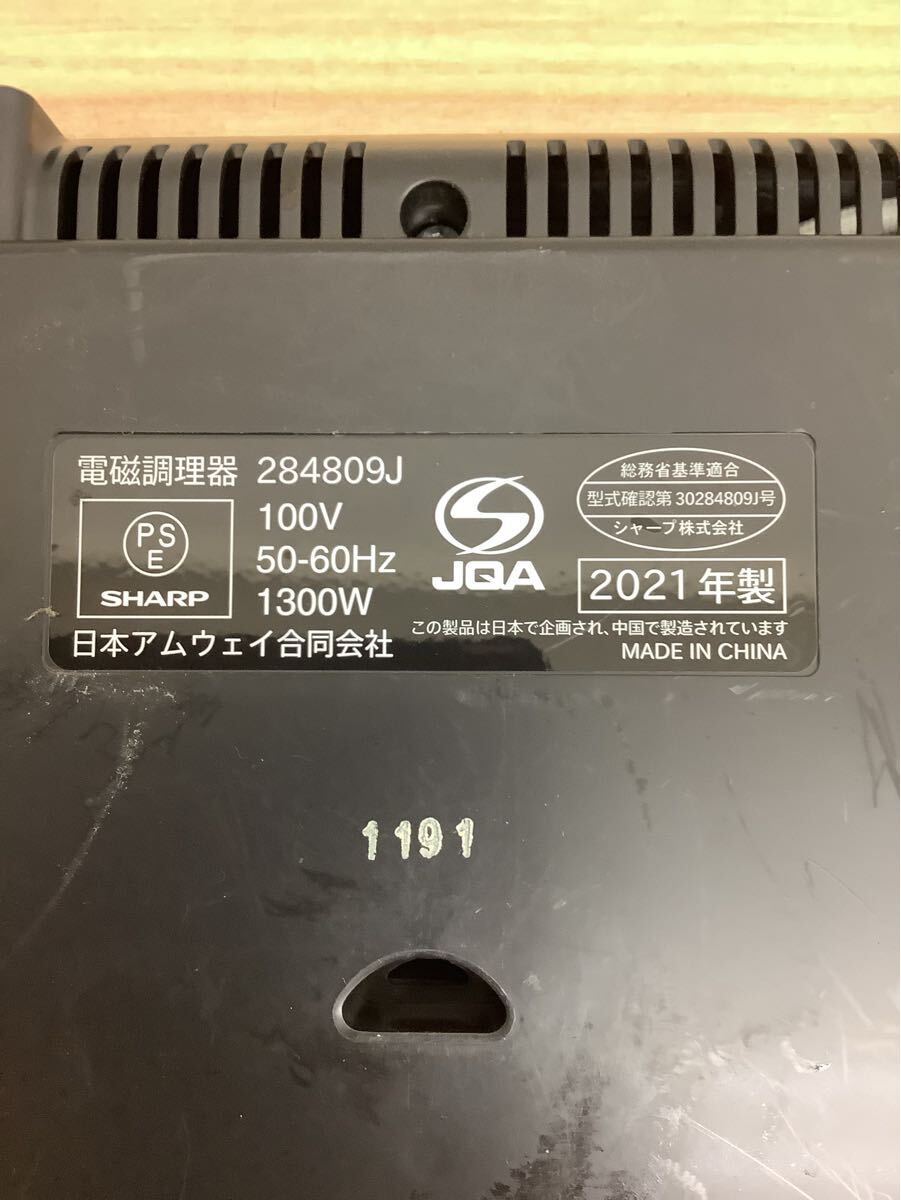 電磁調理器 284809J
PS
E
SHARP
100V
50-60Hz
1300W
日本アムウェイ合同会社
JQA
総務省基準適合
型式確認第30284809J号
シャープ株式会社
2021年製
この製品は日本で企画され、中国で製造されています
MADE IN CHINA
1191